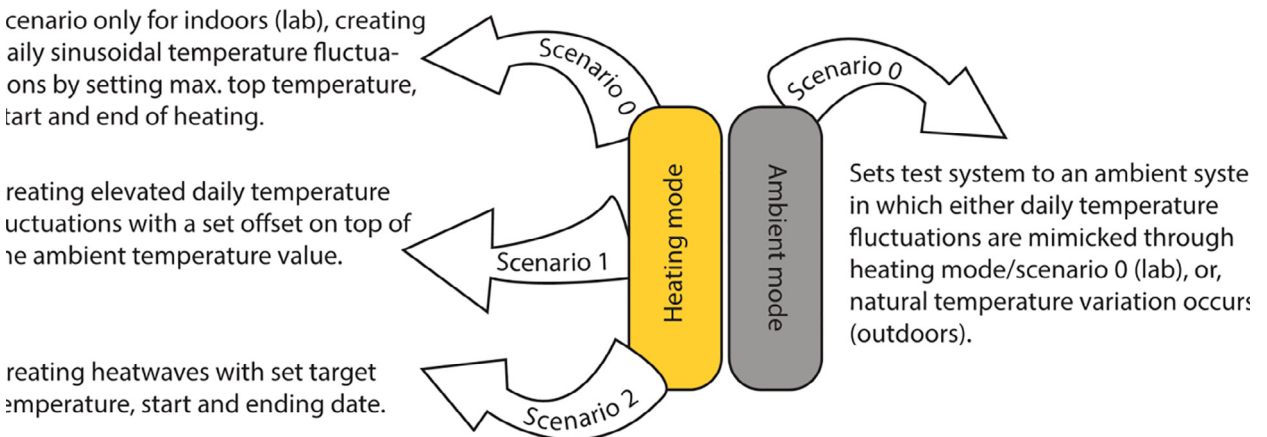 cenario only for indoors (lab), creating
aily sinusoidal temperature fluctua-
ons by setting max. top temperature,
tart and end of heating.
Scenario 0
reating elevated daily temperature
uctuations with a set offset on top of
he ambient temperature value.
Scenario 1
reating heatwaves with set target
emperature, start and ending date.
Scenario 2
Heating mode
Ambient mode
Scenario 0
Sets test system to an ambient syste
in which either daily temperature
fluctuations are mimicked through
heating mode/scenario 0 (lab), or,
natural temperature variation occurs
(outdoors).